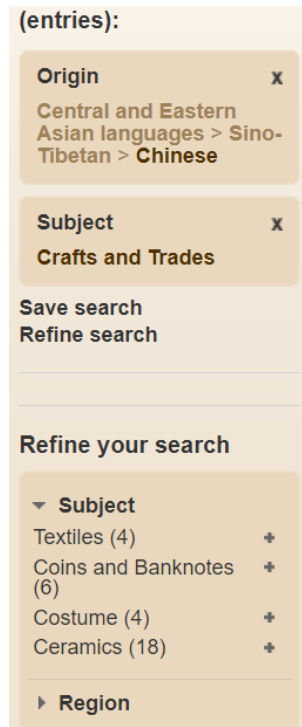 (entries):
Origin x
Central and Eastern
Asian languages > Sino-
Tibetan > Chinese
Subject x
Crafts and Trades
Save search
Refine search
Refine your search
Subject
Textiles (4) +
Coins and Banknotes +
(6)
Costume (4) +
Ceramics (18) +
Region